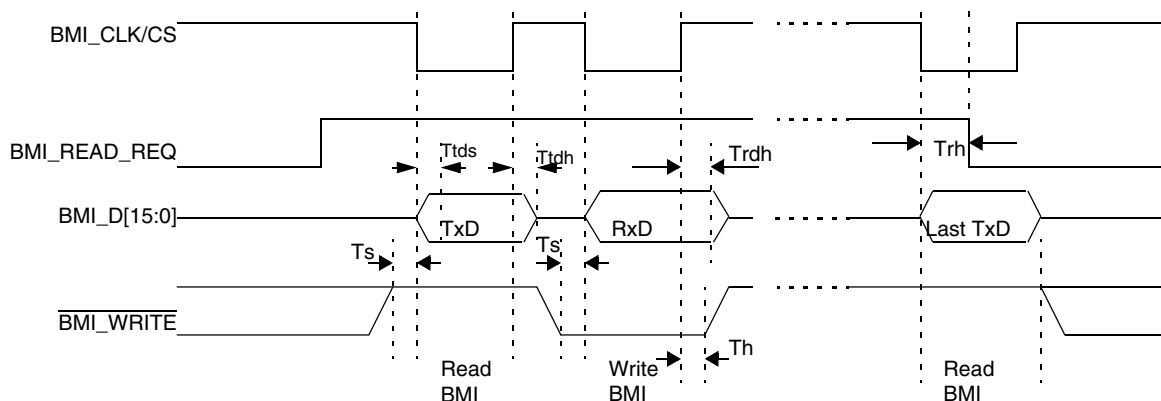 BMI_CLK/CS
BMI_READ_REQ
Ttds
Ttdh
Trdh
Trh
BMI_D[15:0]
TxD
RxD
Last TxD
Ts
Ts
BMI_WRITE
Th
Read
BMI
Write
BMI
Read
BMI